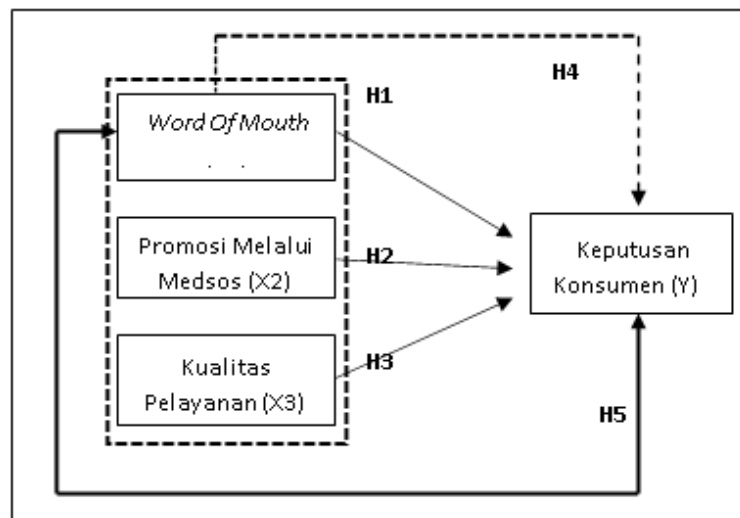 H4
H1
Word Of Mouth
. .
Promosi Melalui
Medsos (X2)
H2
Keputusan
Konsumen (Y)
Kualitas
Pelayanan (X3)
H3
H5